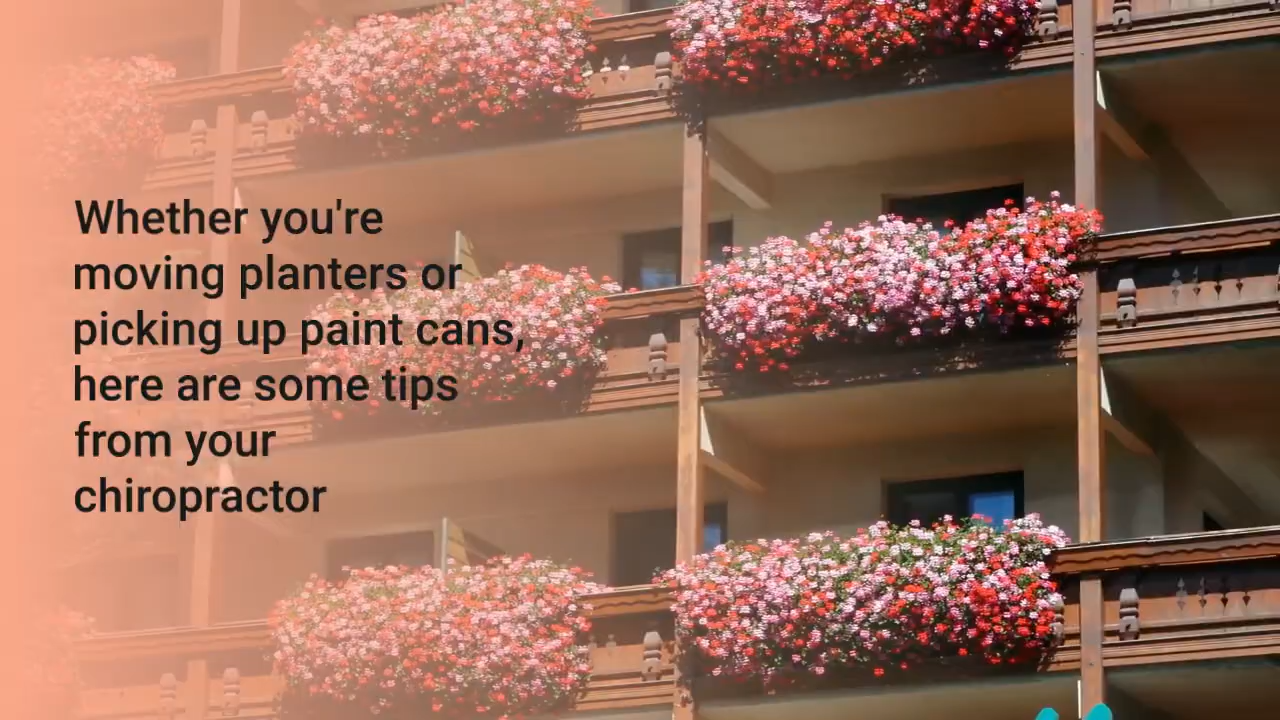 Whether you're
moving planters or
picking up paint cans,
here are some tips
from your
chiropractor